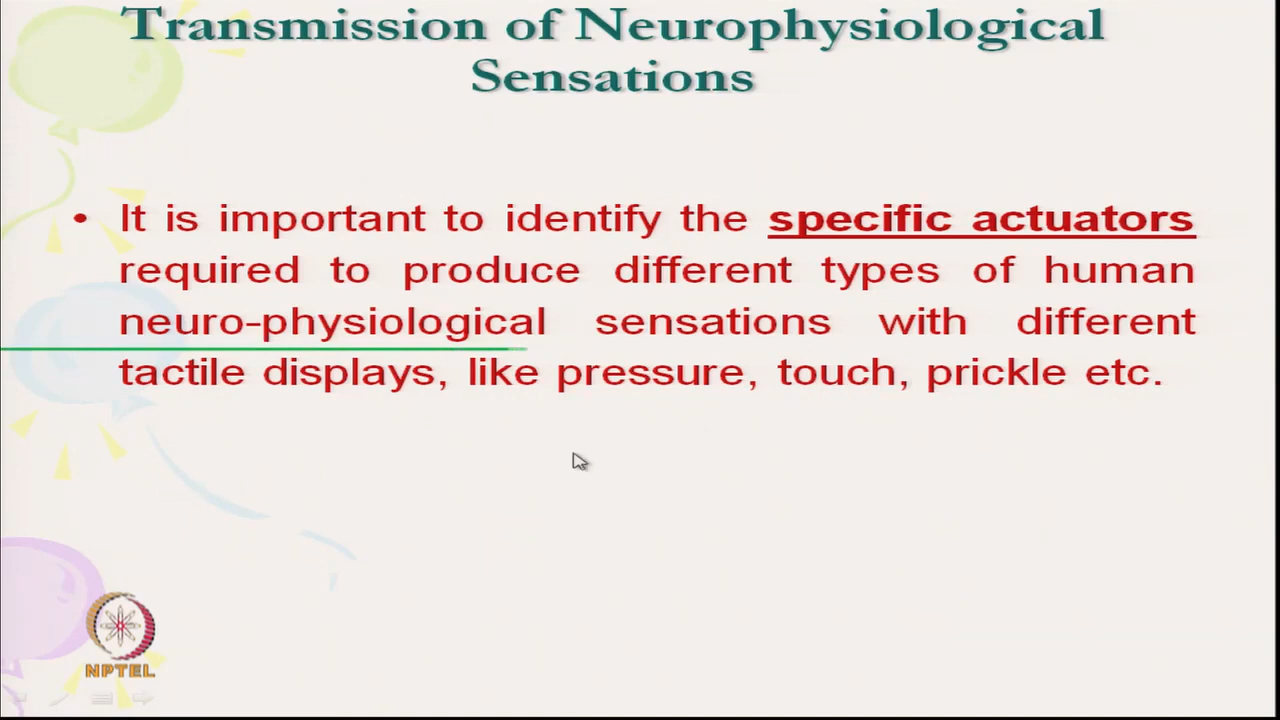 Transmission of Neurophysiological
Sensations
• It is important to identify the specific actuators
required to produce different types of human
neuro-physiological sensations with different
tactile displays, like pressure, touch, prickle etc.
NPTEL